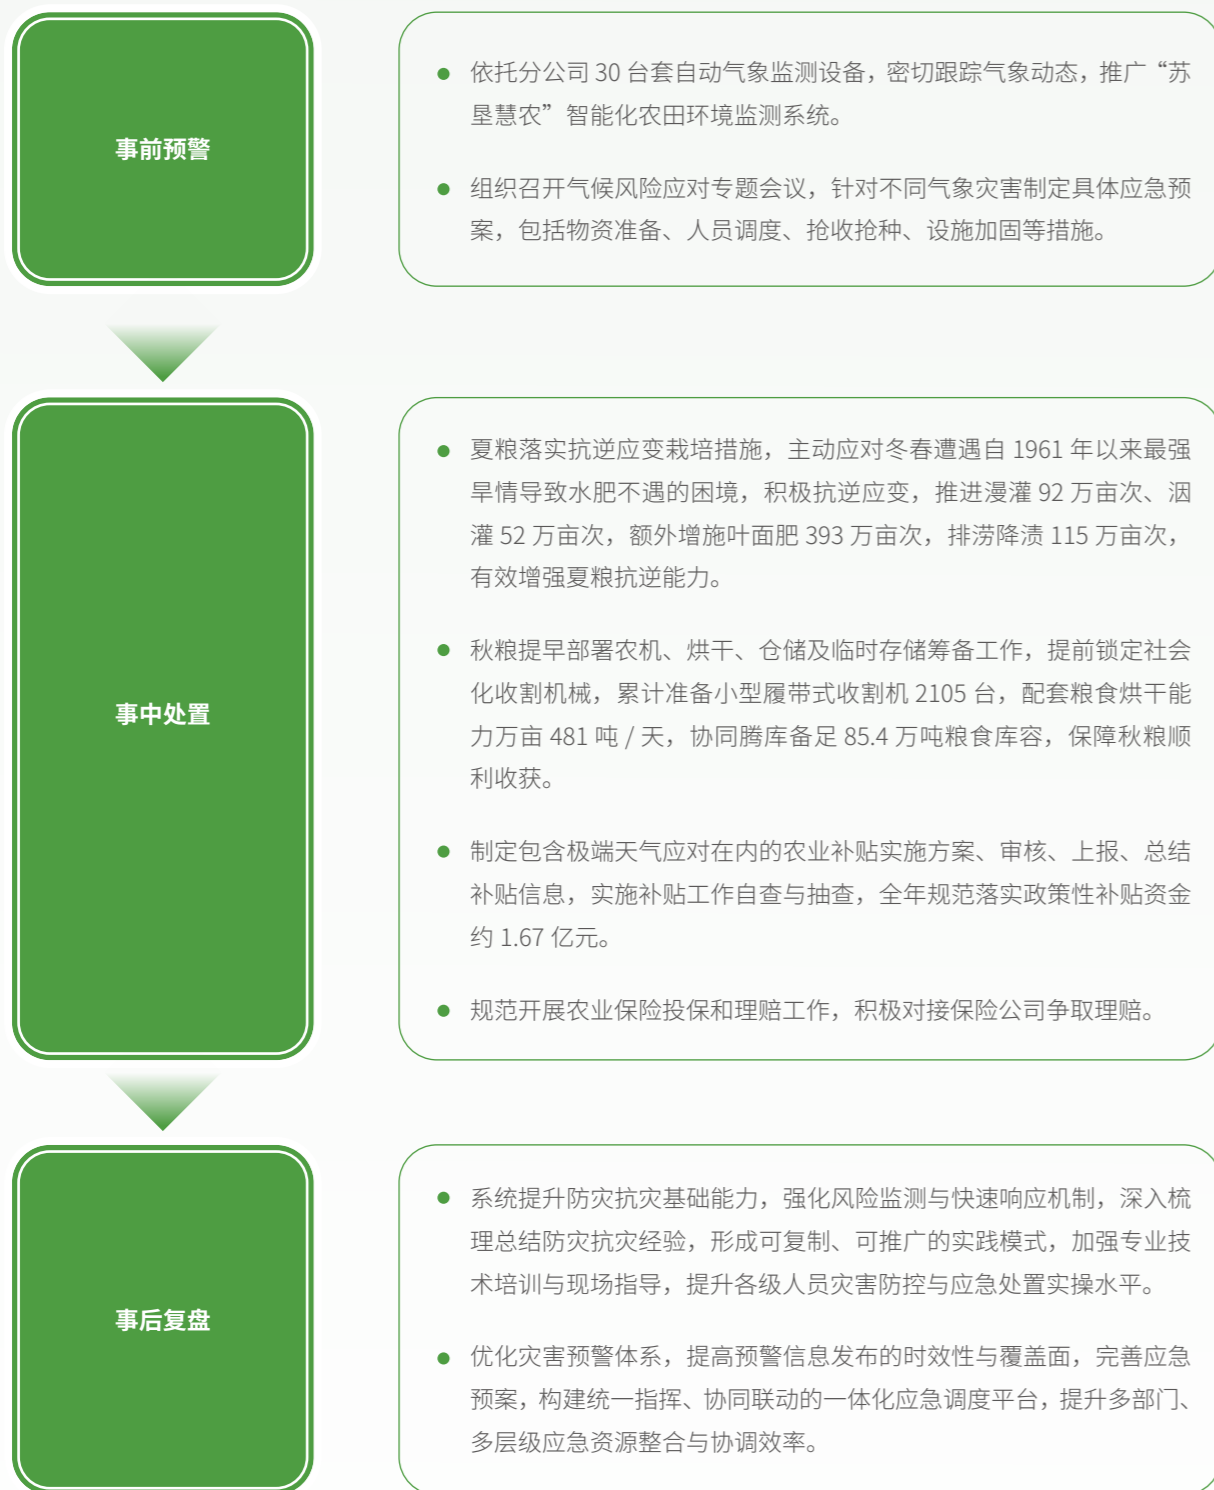 事前预警
依托分公司 30 台套自动气象监测设备，密切跟踪气象动态，推广“苏
垦慧农”智能化农田环境监测系统。
组织召开气候风险应对专题会议，针对不同气象灾害制定具体应急预
案，包括物资准备、人员调度、抢收抢种、设施加固等措施。
事中处置
夏粮落实抗逆应变栽培措施，主动应对冬春遭遇自 1961 年以来最强
旱情导致水肥不遇的困境，积极抗逆应变，推进漫灌 92 万亩次、洇
灌 52 万亩次，额外增施叶面肥 393 万亩次，排涝降渍 115 万亩次，
有效增强夏粮抗逆能力。
秋粮提早部署农机、烘干、仓储及临时存储筹备工作，提前锁定社会
化收割机械，累计准备小型履带式收割机 2105 台，配套粮食烘干能
力万亩 481 吨 / 天，协同腾库备足 85.4 万吨粮食库容，保障秋粮顺
利收获。
制定包含极端天气应对在内的农业补贴实施方案、审核、上报、总结
补贴信息，实施补贴工作自查与抽查，全年规范落实政策性补贴资金
约 1.67 亿元。
规范开展农业保险投保和理赔工作，积极对接保险公司争取理赔。
事后复盘
系统提升防灾抗灾基础能力，强化风险监测与快速响应机制，深入梳
理总结防灾抗灾经验，形成可复制、可推广的实践模式，加强专业技
术培训与现场指导，提升各级人员灾害防控与应急处置实操水平。
优化灾害预警体系，提高预警信息发布的时效性与覆盖面，完善应急
预案，构建统一指挥、协同联动的一体化应急调度平台，提升多部门、
多层级应急资源整合与协调效率。